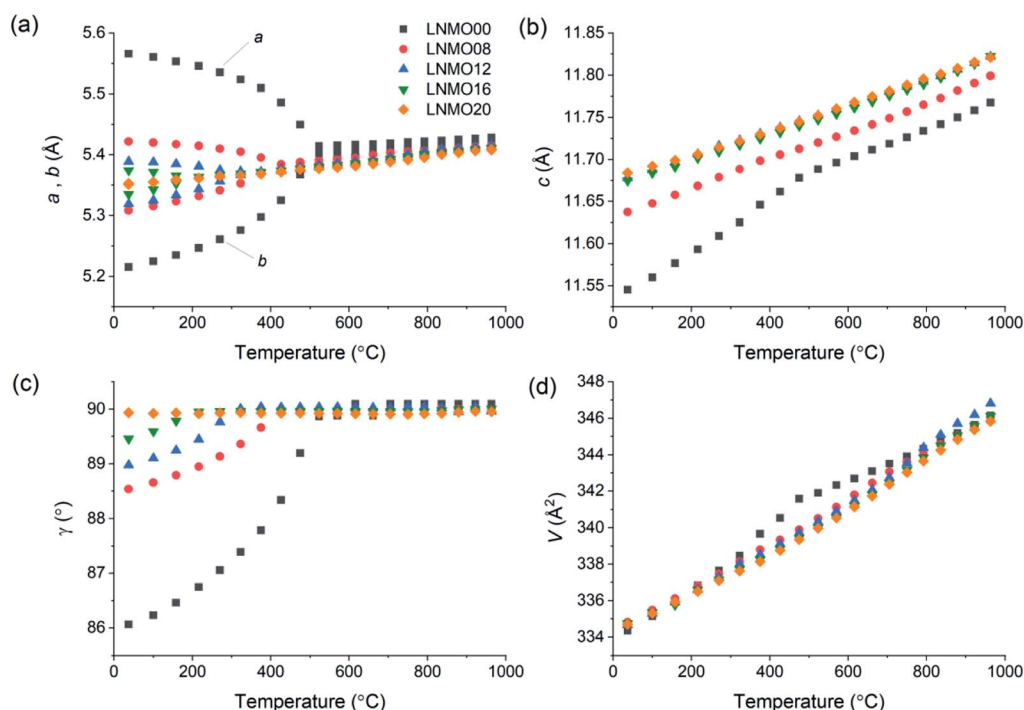 (a)
5.6
5.5
5.4
5.3
5.2
a, b (Å)
a
b
LNMO00
LNMO08
LNMO12
LNMO16
LNMO20
0 200 400 600 800 1000
Temperature (°C)
(b)
11.85
11.80
11.75
11.70
11.65
11.60
11.55
c (Å)
0 200 400 600 800 1000
Temperature (°C)
(c)
90
89
88
87
86
γ (°)
0 200 400 600 800 1000
Temperature (°C)
(d)
348
346
344
342
340
338
336
334
V (Å²)
0 200 400 600 800 1000
Temperature (°C)